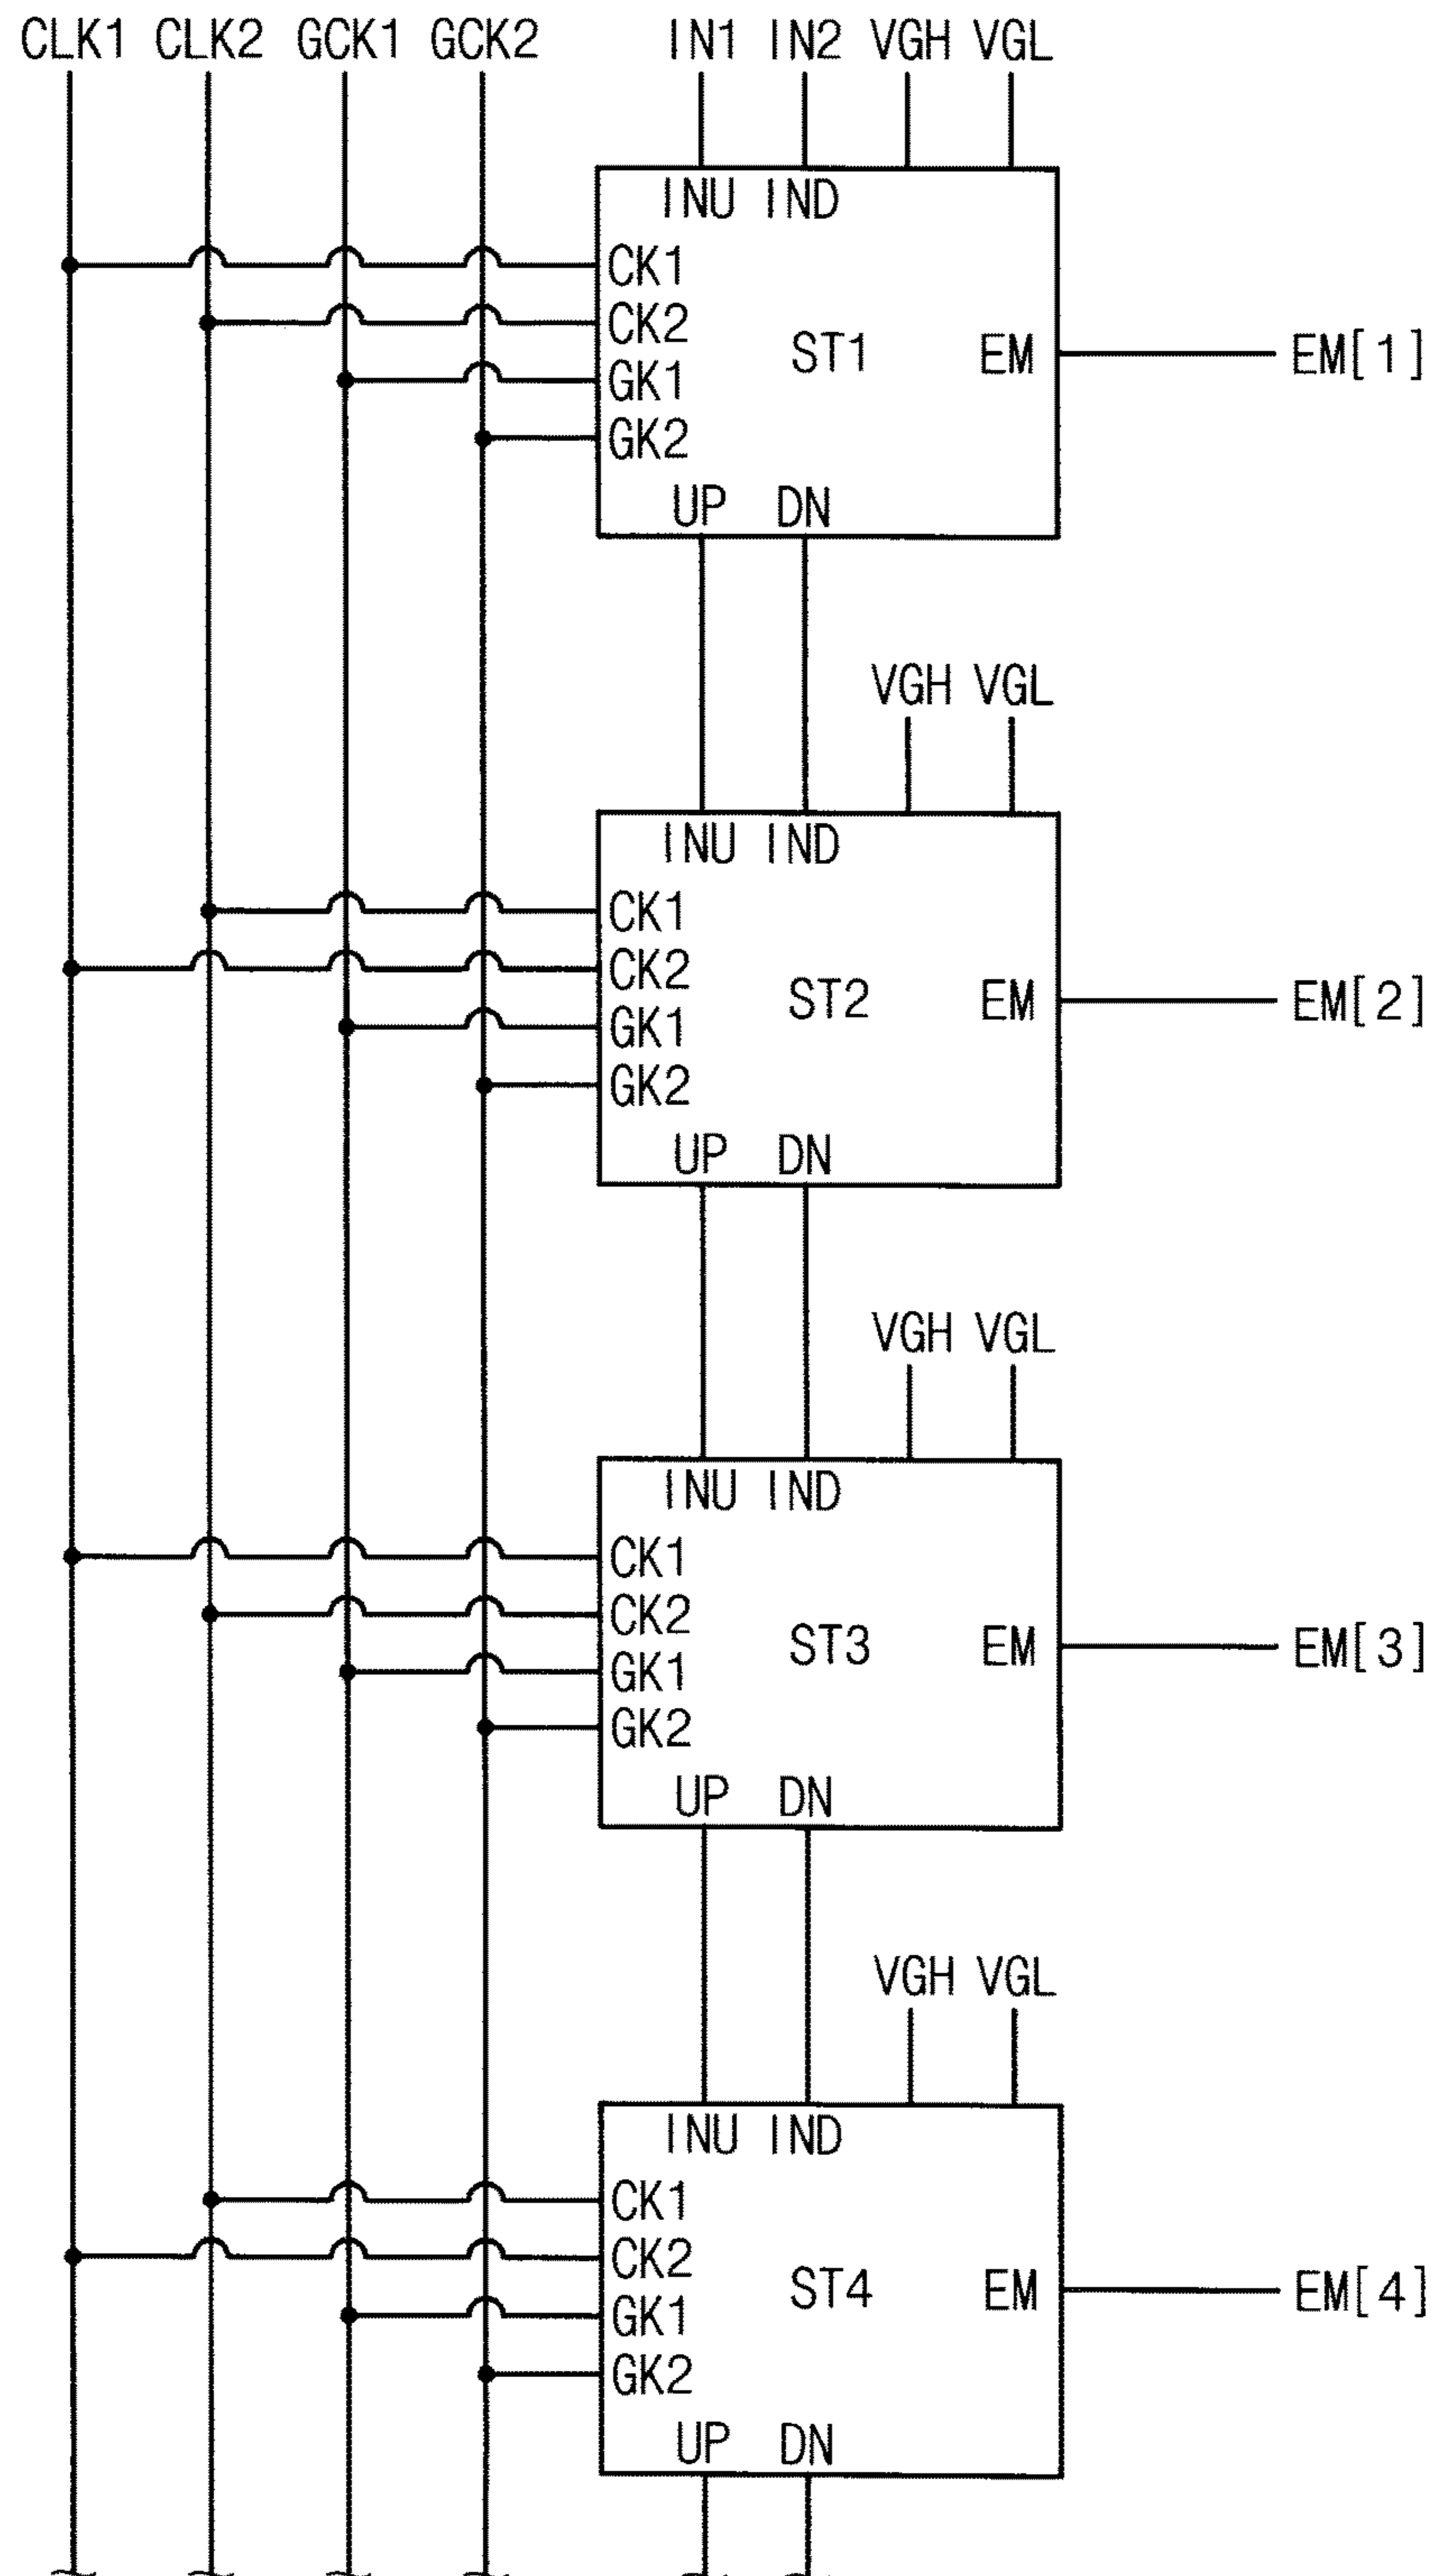 CLK1 CLK2 GCK1 GCK2 IN1 IN2 VGH VGL
INU IND
CK1
CK2
ST1 EM EM[1]
GK1
GK2
UP DN
VGH VGL
INU IND
CK1
CK2
ST2 EM EM[2]
GK1
GK2
UP DN
VGH VGL
INU IND
CK1
CK2
ST3 EM EM[3]
GK1
GK2
UP DN
VGH VGL
INU IND
CK1
CK2
ST4 EM EM[4]
GK1
GK2
UP DN